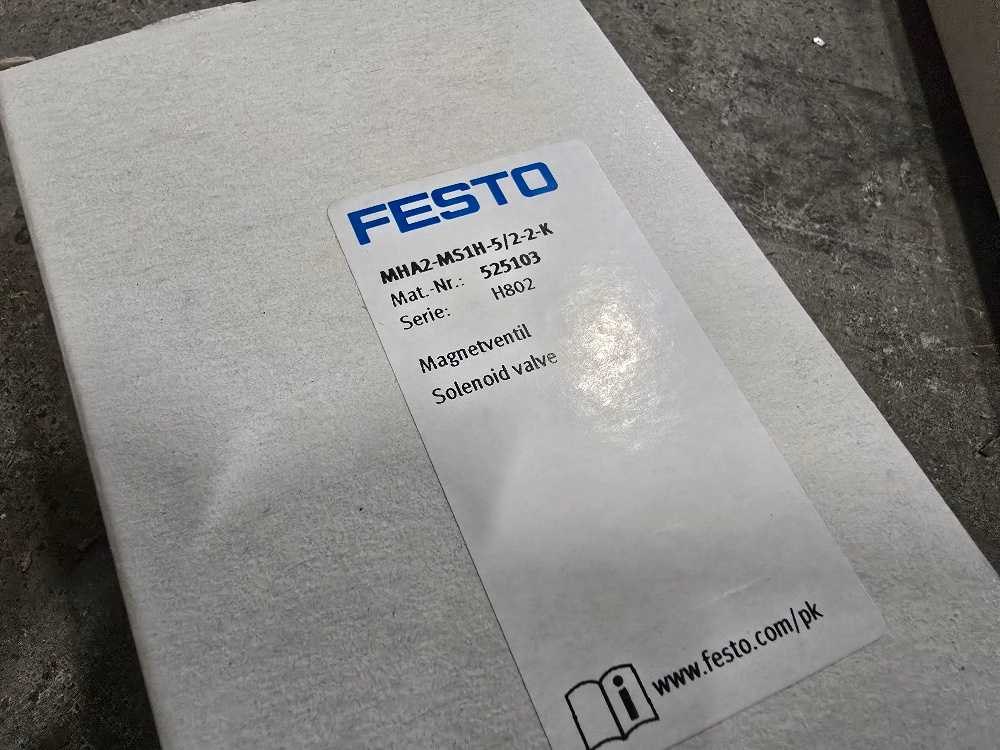 FESTO
MHA2-MS1H-5/2-2-K
Mat.-Nr.: 525103
Serie: H802
Magnetventil
Solenoid valve
www.festo.com/pk